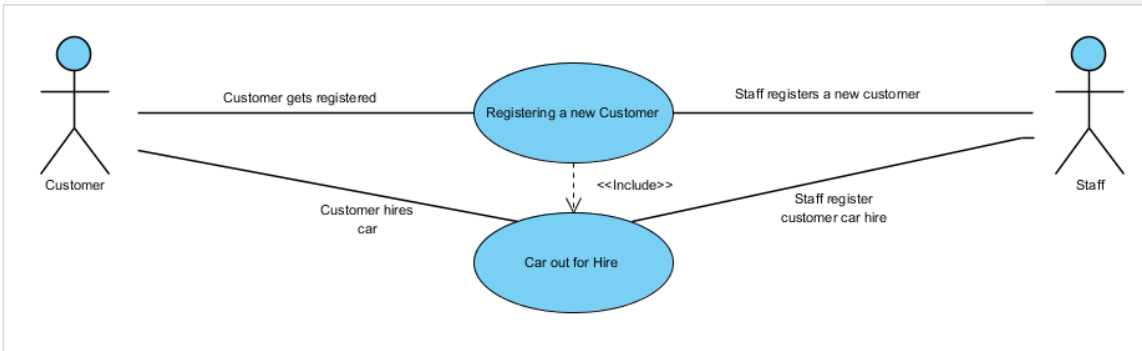 Customer gets registered
Registering a new Customer
Staff registers a new customer
Customer
<<Include>>
Staff
Customer hires
car
Staff register
customer car hire
Car out for Hire